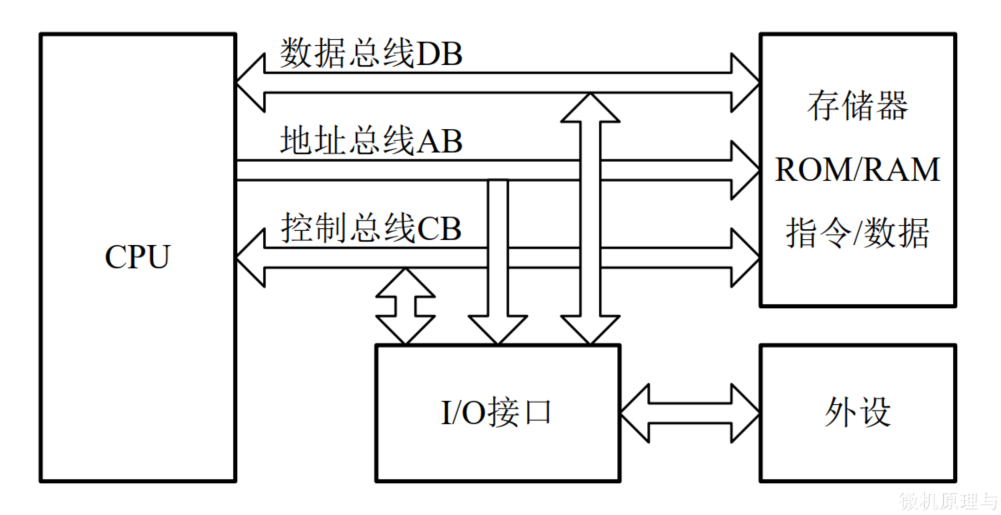 数据总线DB
地址总线AB
控制总线CB
CPU
存储器
ROM/RAM
指令/数据
I/O接口
外设
微机原理与